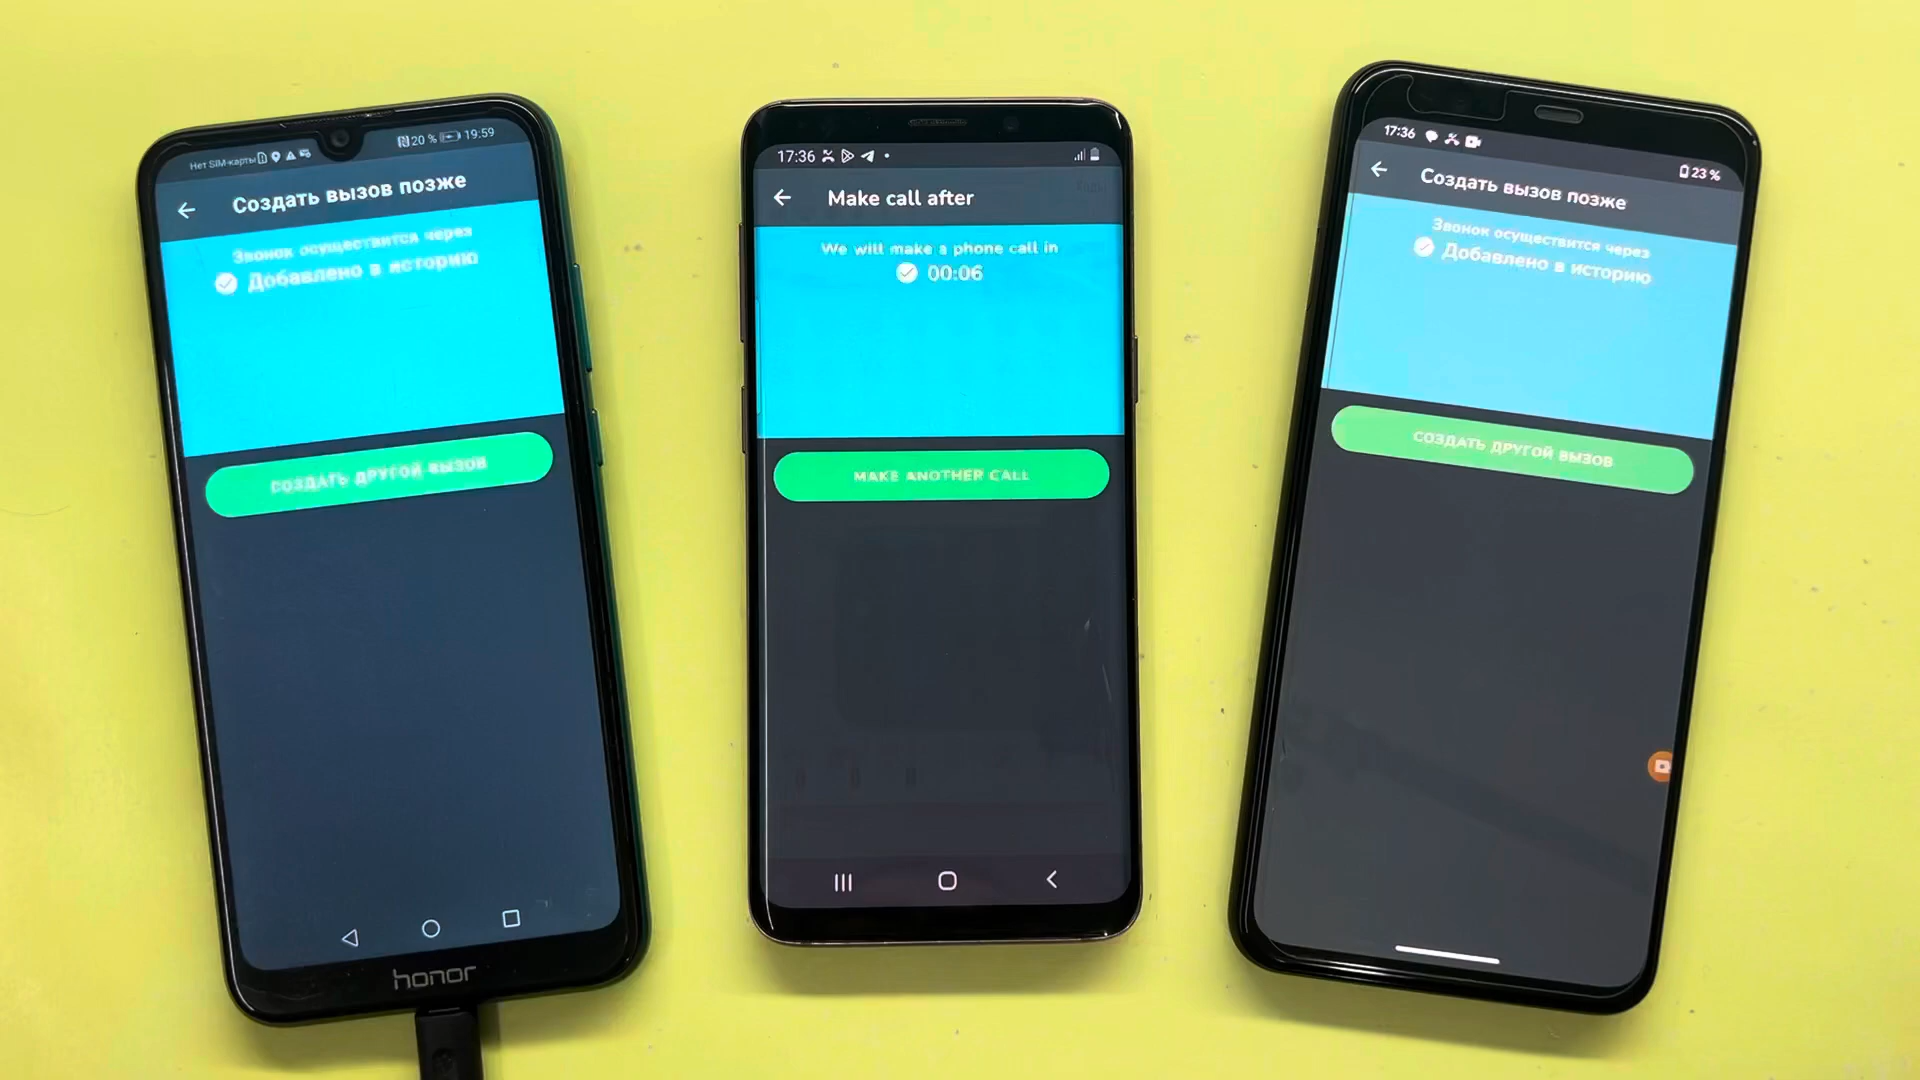 Нет SIM-карты
20 %
19:59
Создать вызов позже
Звонок осуществится через
Добавлено в историю
СОЗДАТЬ ДРУГОЙ ВЫЗОВ
honor
17:36
Make call after
We will make a phone call in
00:06
MAKE ANOTHER CALL
17:36
23 %
Создать вызов позже
Звонок осуществится через
Добавлено в историю
СОЗДАТЬ ДРУГОЙ ВЫЗОВ